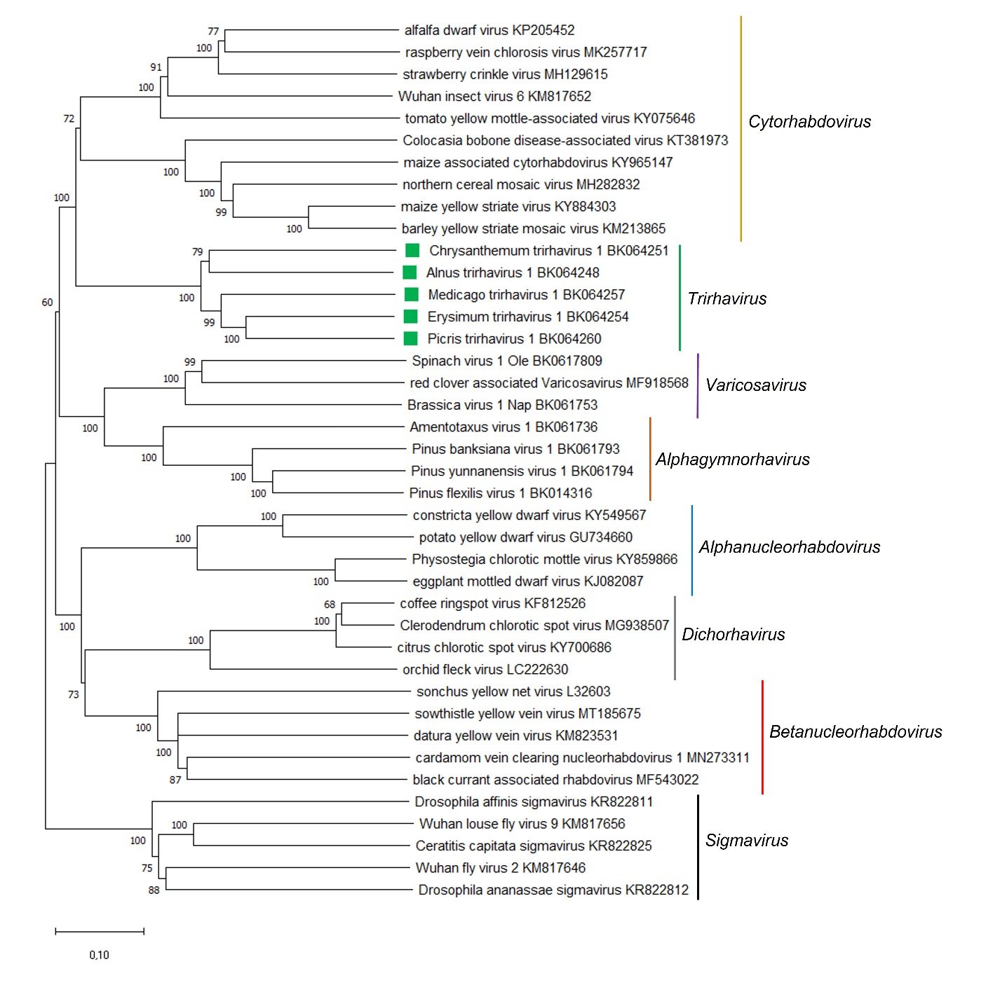 77
alfalfa dwarf virus KP205452
100
raspberry vein chlorosis virus MK257717
91
strawberry crinkle virus MH129615
100
Wuhan insect virus 6 KM817652
72
tomato yellow mottle-associated virus KY075646
Cytorhabdovirus
Colocasia bobone disease-associated virus KT381973
100
maize associated cytorhabdovirus KY965147
100
northern cereal mosaic virus MH282832
100
99
maize yellow striate virus KY884303
100
barley yellow striate mosaic virus KM213865
79
Chrysanthemum trirhavirus 1 BK064251
Alnus trirhavirus 1 BK064248
100
Medicago trirhavirus 1 BK064257
Trirhavirus
60
99
Erysimum trirhavirus 1 BK064254
100
Picris trirhavirus 1 BK064260
99
Spinach virus 1 Ole BK0617809
100
red clover associated Varicosavirus MF918568
Varicosavirus
Brassica virus 1 Nap BK061753
100
Amentotaxus virus 1 BK061736
100
Pinus banksiana virus 1 BK061793
Alphagymnorhavirus
100
Pinus yunnanensis virus 1 BK061794
100
Pinus flexilis virus 1 BK014316
100
constricta yellow dwarf virus KY549567
100
potato yellow dwarf virus GU734660
Alphanucleorhabdovirus
Physostegia chlorotic mottle virus KY859866
100
eggplant mottled dwarf virus KJ082087
68
coffee ringspot virus KF812526
100
100
Clerodendrum chlorotic spot virus MG938507
Dichorhavirus
100
citrus chlorotic spot virus KY700686
orchid fleck virus LC222630
73
sonchus yellow net virus L32603
100
sowthistle yellow vein virus MT185675
datura yellow vein virus KM823531
Betanucleorhabdovirus
100
cardamom vein clearing nucleorhabdovirus 1 MN273311
87
black currant associated rhabdovirus MF543022
Drosophila affinis sigmavirus KR822811
100
Wuhan louse fly virus 9 KM817656
100
Ceratitis capitata sigmavirus KR822825
Sigmavirus
75
Wuhan fly virus 2 KM817646
88
Drosophila ananassae sigmavirus KR822812
0,10